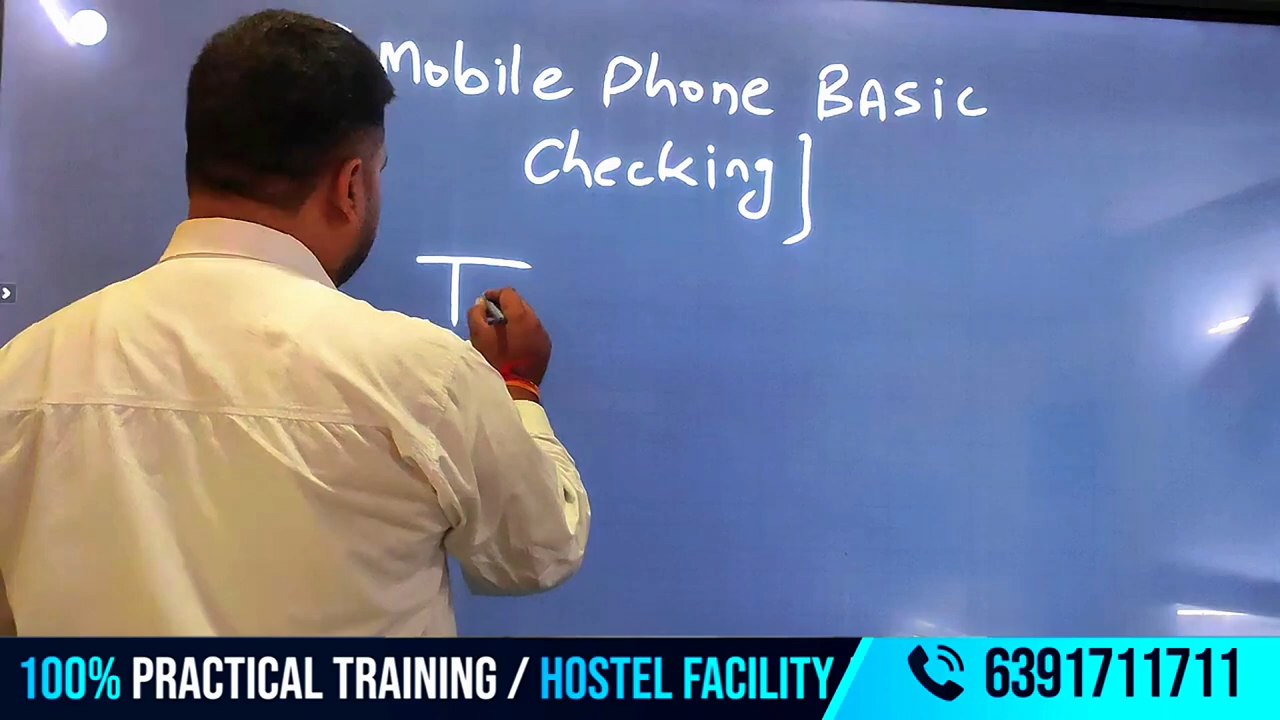 Mobile Phone BASIC
Checking]
T
100% PRACTICAL TRAINING / HOSTEL FACILITY
6391711711